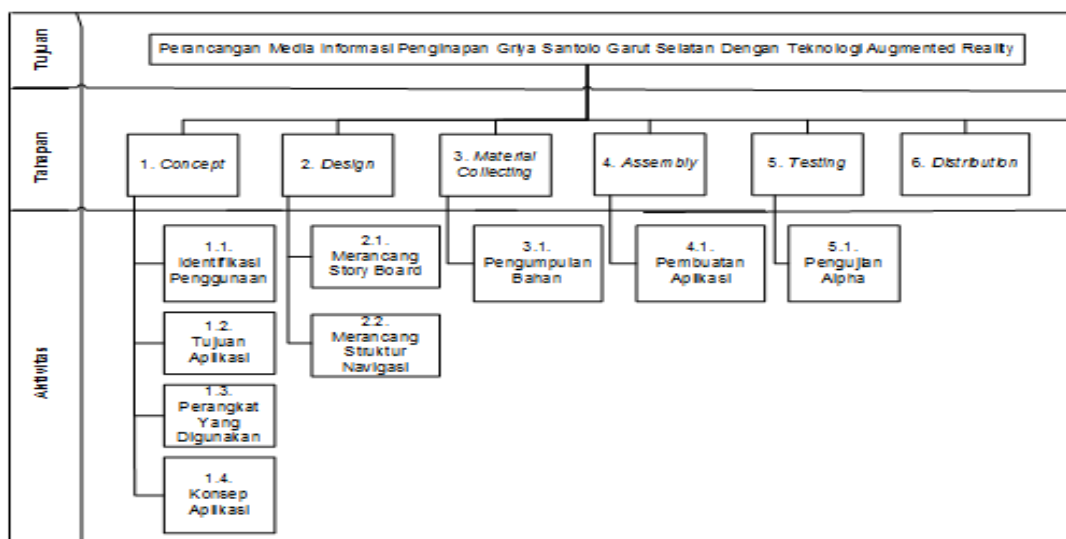 Tujuan
Perancangan Media Informasi Penginapan Griya Santolo Garut Selatan Dengan Teknologi Augmented Reality
Tahapan
1. Concept
2. Design
3. Material
Collecting
4. Assembly
5. Testing
6. Distribution
Aktivitas
1.1.
Identifikasi
Penggunaan
1.2.
Tujuan
Aplikasi
1.3.
Perangkat
Yang
Digunakan
1.4.
Konsep
Aplikasi
2.1.
Merancang
Story Board
2.2.
Merancang
Struktur
Navigasi
3.1.
Pengumpulan
Bahan
4.1.
Pembuatan
Aplikasi
5.1.
Pengujian
Alpha